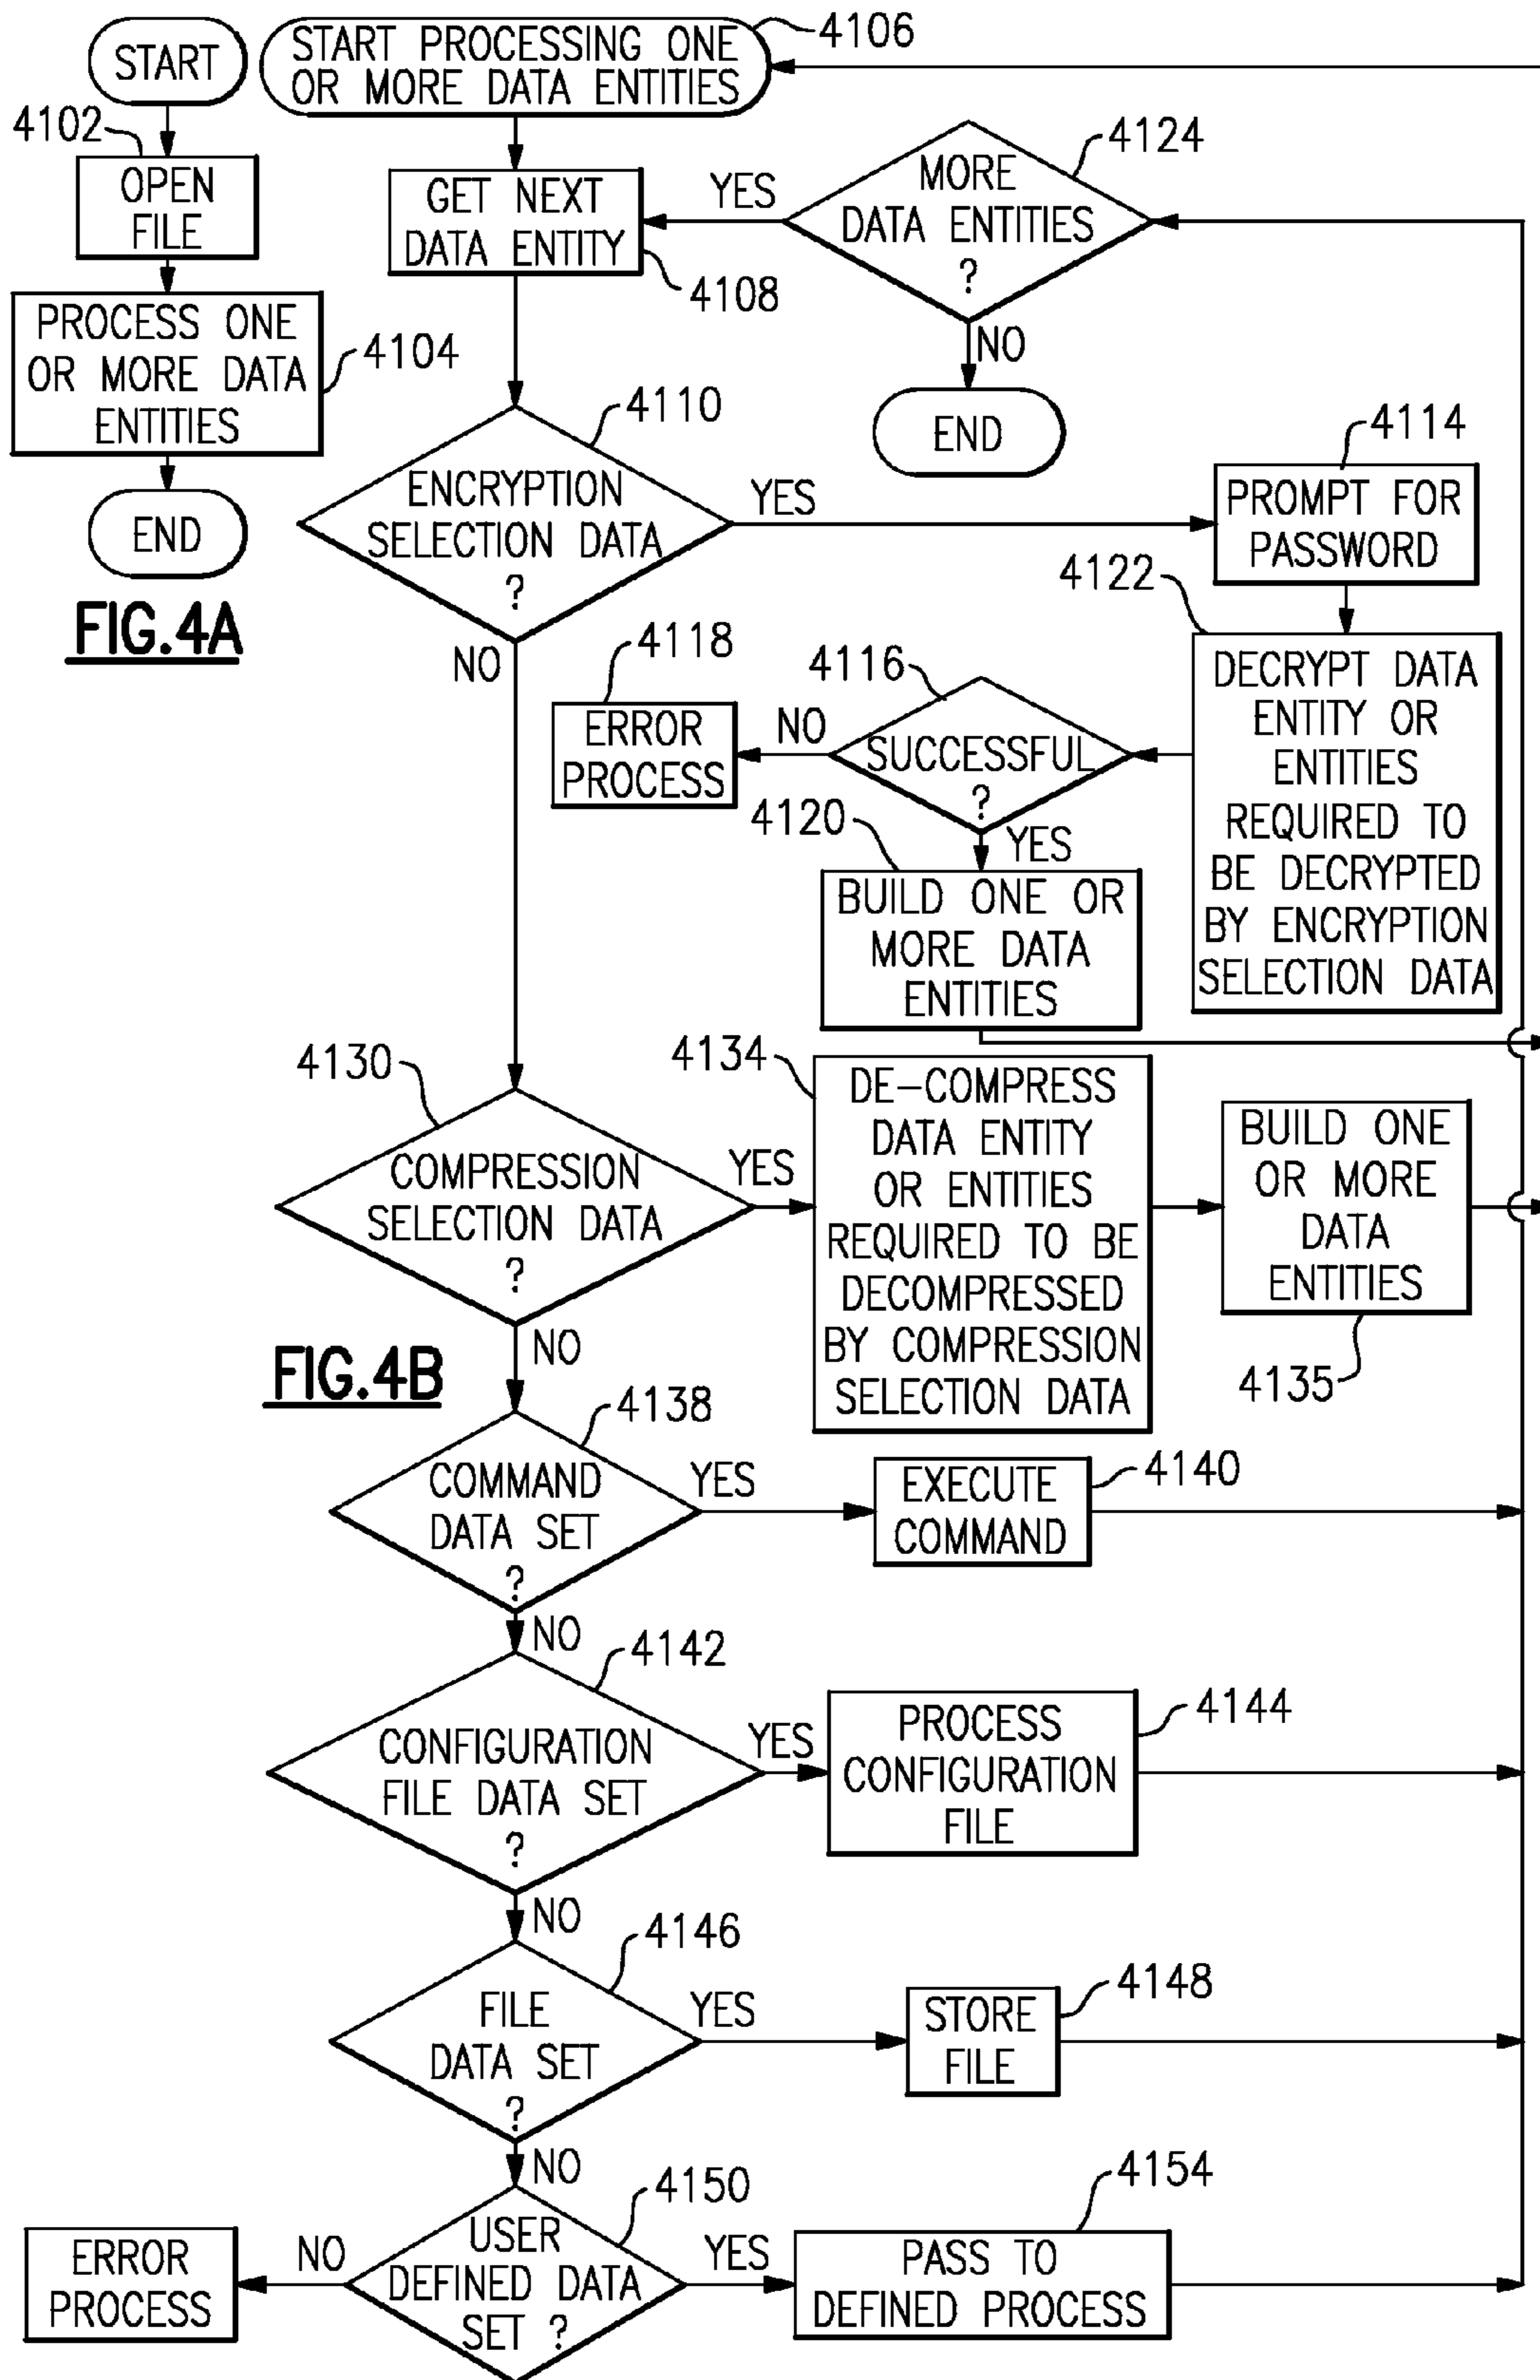 START
4102
OPEN
FILE
PROCESS ONE
OR MORE DATA
ENTITIES
4104
END
FIG.4A
START PROCESSING ONE
OR MORE DATA ENTITIES
4106
GET NEXT
DATA ENTITY
4108
YES
MORE
DATA ENTITIES
?
4124
NO
END
4110
ENCRYPTION
SELECTION DATA
?
YES
NO
4114
PROMPT FOR
PASSWORD
4122
DECRYPT DATA
ENTITY OR
ENTITIES
REQUIRED TO
BE DECRYPTED
BY ENCRYPTION
SELECTION DATA
4116
SUCCESSFUL
?
NO
4118
ERROR
PROCESS
4120
YES
BUILD ONE OR
MORE DATA
ENTITIES
4130
COMPRESSION
SELECTION DATA
?
YES
NO
4134
DE-COMPRESS
DATA ENTITY
OR ENTITIES
REQUIRED TO BE
DECOMPRESSED
BY COMPRESSION
SELECTION DATA
BUILD ONE
OR MORE
DATA
ENTITIES
4135
FIG.4B
4138
COMMAND
DATA SET
?
YES
NO
EXECUTE
COMMAND
4140
4142
CONFIGURATION
FILE DATA SET
?
YES
NO
PROCESS
CONFIGURATION
FILE
4144
4146
FILE
DATA SET
?
YES
NO
STORE
FILE
4148
4150
USER
DEFINED DATA
SET ?
NO
ERROR
PROCESS
YES
PASS TO
DEFINED PROCESS
4154